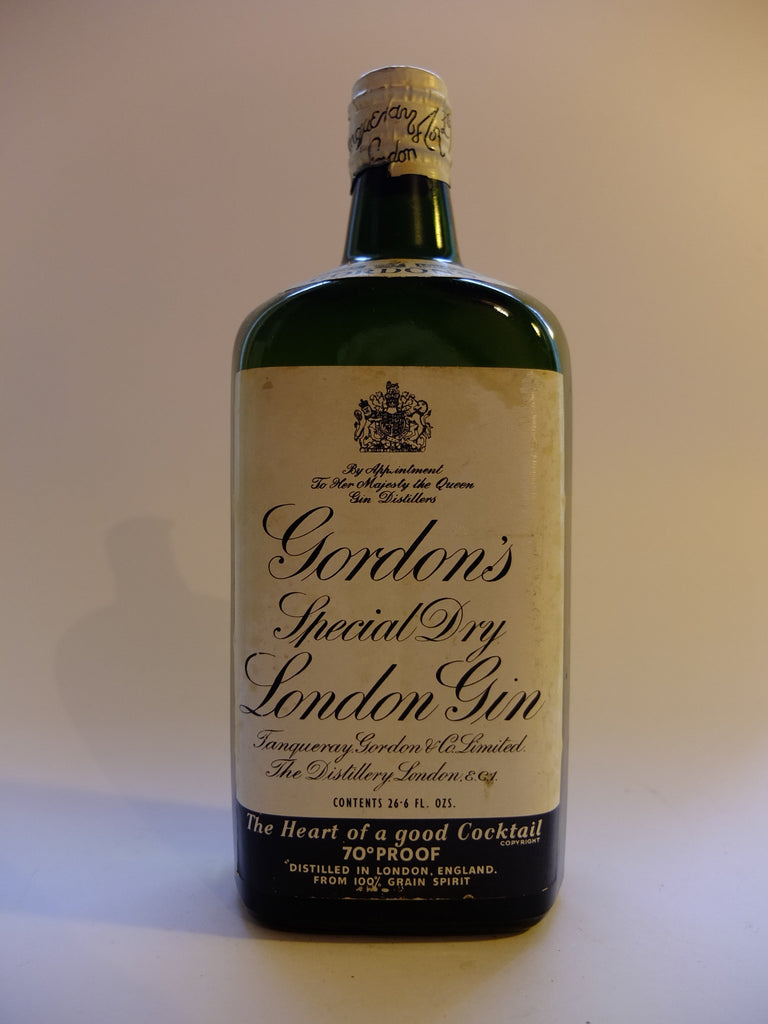 London
By Appointment
To Her Majesty the Queen
Gin Distillers
Gordon's
Special Dry
London Gin
Tanqueray, Gordon & Co. Limited.
The Distillery London, E.C.1.
CONTENTS 26·6 FL. OZS.
The Heart of a good Cocktail
COPYRIGHT
70° PROOF
DISTILLED IN LONDON, ENGLAND.
FROM 100% GRAIN SPIRIT